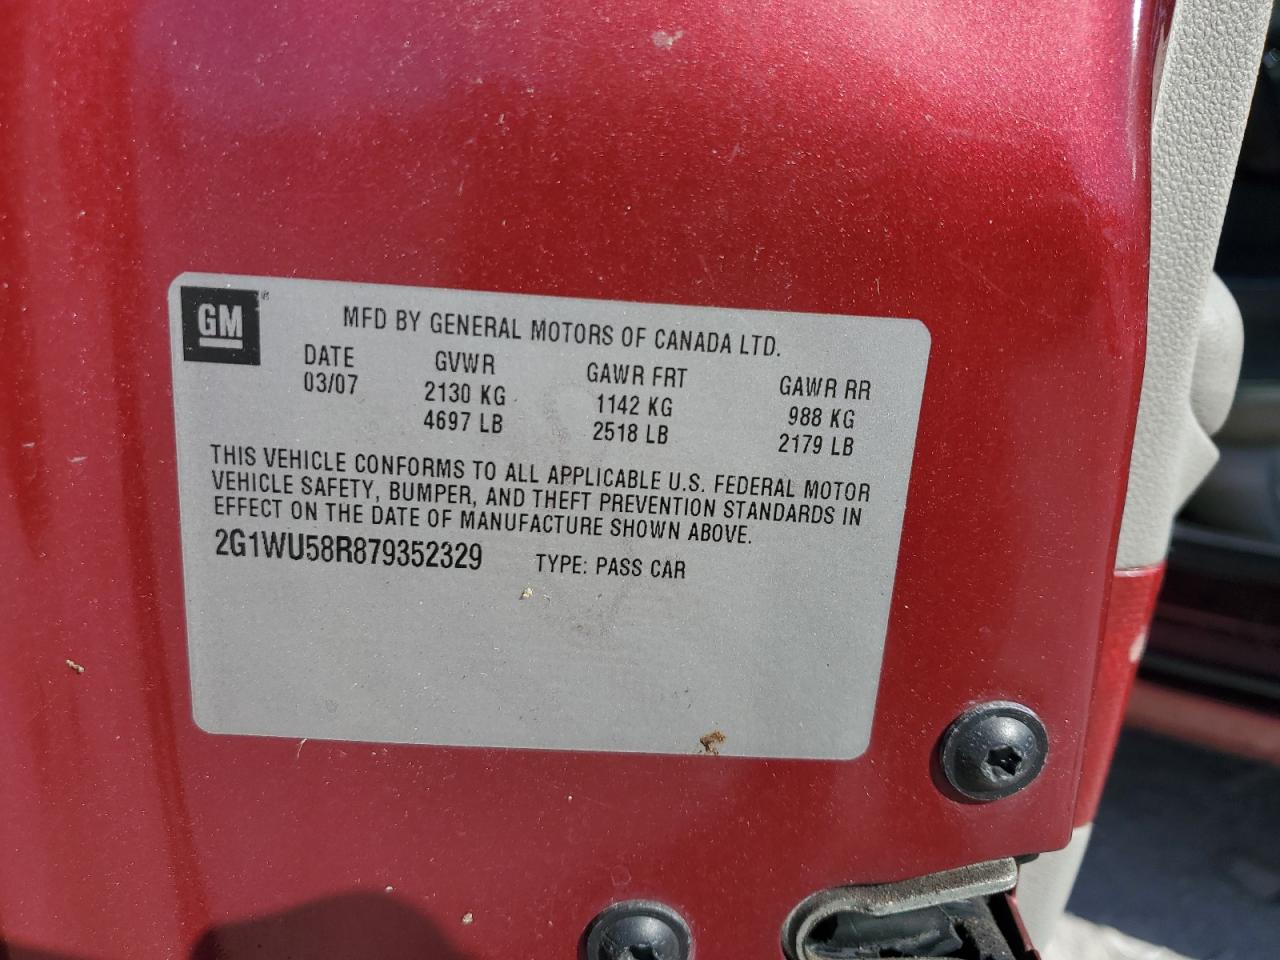 GM ®
MFD BY GENERAL MOTORS OF CANADA LTD.
DATE GVWR GAWR FRT GAWR RR
03/07 2130 KG 1142 KG 988 KG
4697 LB 2518 LB 2179 LB
THIS VEHICLE CONFORMS TO ALL APPLICABLE U.S. FEDERAL MOTOR
VEHICLE SAFETY, BUMPER, AND THEFT PREVENTION STANDARDS IN
EFFECT ON THE DATE OF MANUFACTURE SHOWN ABOVE.
2G1WU58R879352329 TYPE: PASS CAR